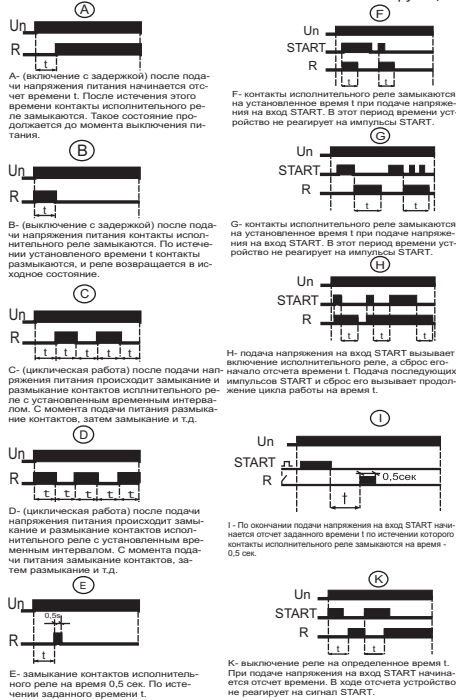 A
Un
R
t
A- (включение с задержкой) после пода-
чи напряжения питания начинается отс-
чет времени t. После истечения этого
времени контакты исполнительного ре-
ле замыкаются. Такое состояние про-
должается до момента выключения пи-
тания.
B
Un
R
t
B- (выключение с задержкой) после пода-
чи напряжения питания контакты испол-
нительного реле замыкаются. По истече-
нии установленого времени t контакты
размыкаются, и реле возвращается в ис-
ходное состояние.
C
Un
R
t t t t t
C- (циклическая работа) после подачи нап-
ряжения питания происходит замыкание и
размыкание контактов исплнительного ре-
ле с установленным временным интерва-
лом. С момента подачи питания размыка-
ние контактов, затем замыкание и т.д.
D
Un
R
t t t t t
D- (циклическая работа) после подачи
напряжения питания происходит замы-
кание и размыкание контактов испол-
нительного реле с установленным вре-
менным интервалом. С момента пода-
чи питания замыкание контактов, за-
тем размыкание и т.д.
E
Un
0,5s
R
t
E- замыкание контактов исполнитель-
ного реле на время 0,5 сек. По исте-
чении заданного времени t.
F
Un
START
R
t t
F- контакты исполнительного реле замыкаются
на установленное время t при подаче напряже-
ния на вход START. В этот период времени уст-
ройство не реагирует на импульсы START.
G
Un
START
R
t t
G- контакты исполнительного реле замыкаются
на установленное время t при подаче напряже-
ния на вход START. В этот период времени уст-
ройство не реагирует на импульсы START.
H
Un
START
R
t t t
H- подача напряжения на вход START вызывает
включение исполнительного реле, а сброс его-
начало отсчета времени t. Подача последующих
импульсов START и сброс его вызывает продол-
жение цикла работы на время t.
I
Un
START
R
0,5сек
t
I - По окончании подачи напряжения на вход START начи-
нается отсчет заданного времени t по истечении которого
контакты исполнительного реле замыкаются на время -
0,5 сек.
K
Un
START
R
t t
K- выключение реле на определенное время t.
При подаче напряжения на вход START начина-
ется отсчет времени. В ходе отсчета устройство
не реагирует на сигнал START.